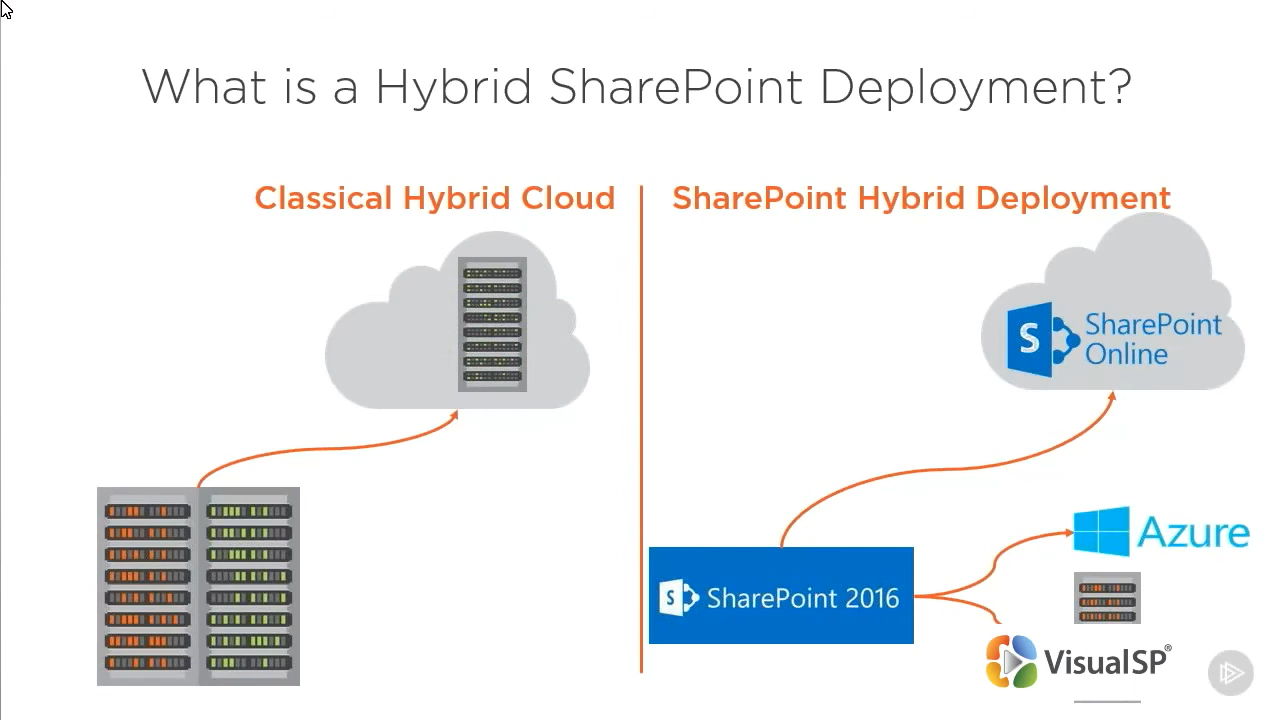 What is a Hybrid SharePoint Deployment?
Classical Hybrid Cloud
SharePoint Hybrid Deployment
S
SharePoint
Online
Azure
S
SharePoint 2016
VisualSP®